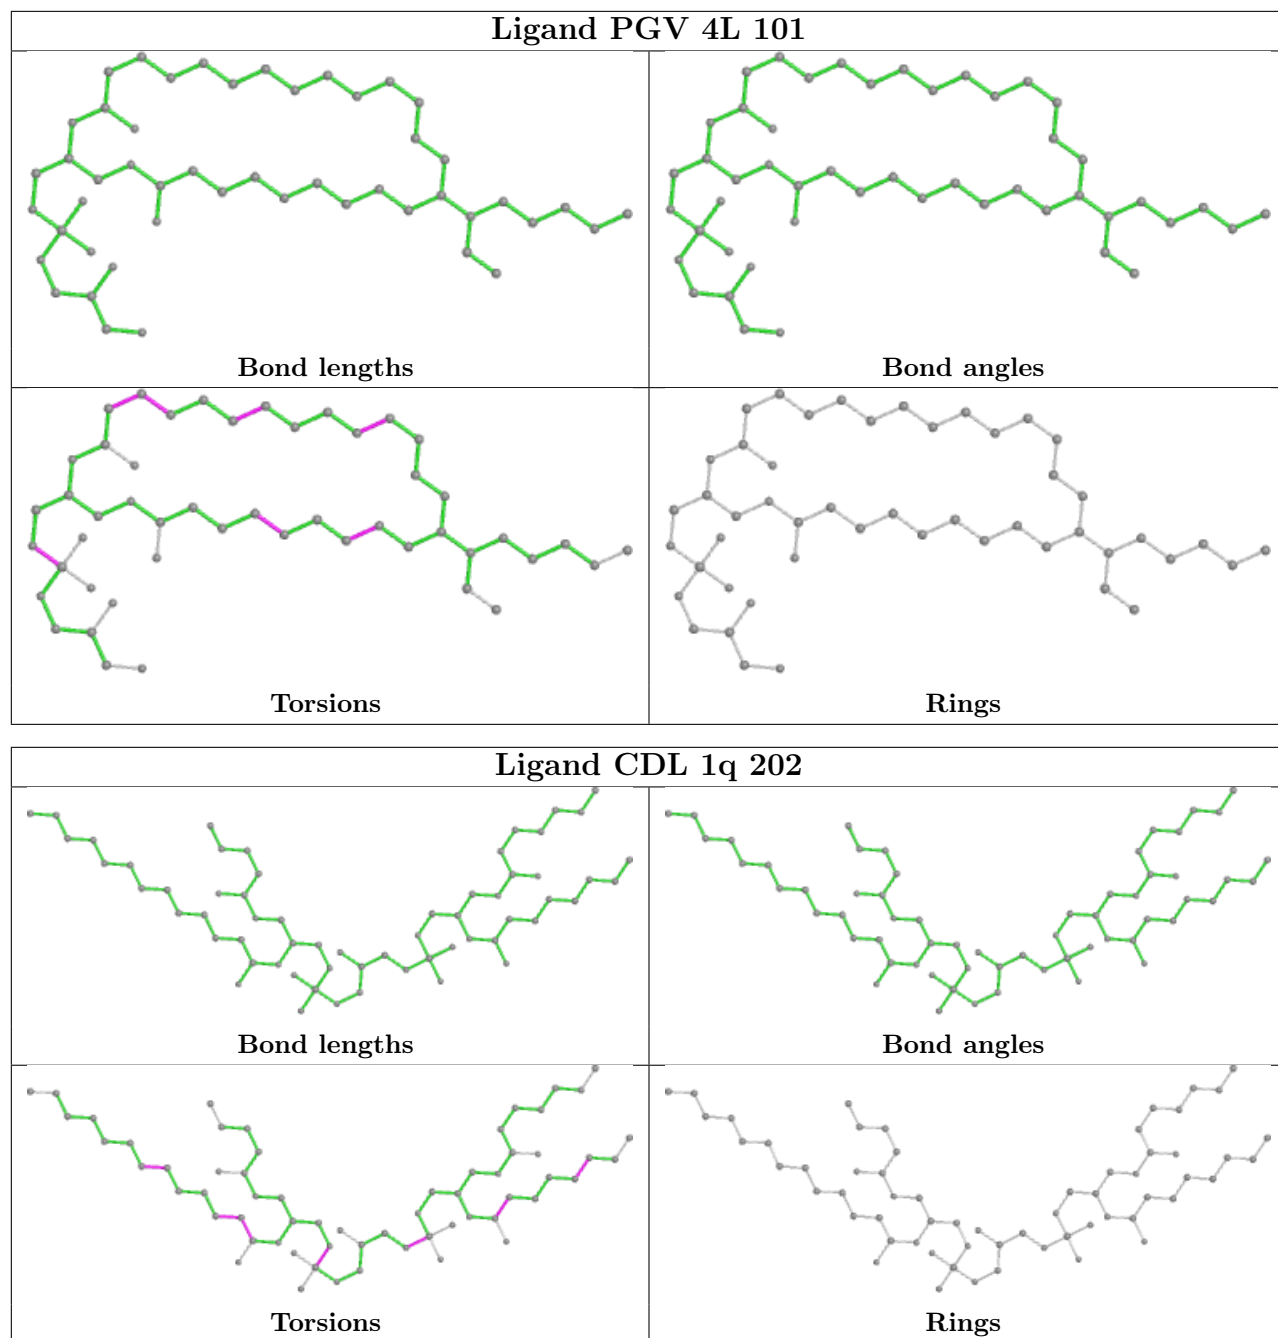 Ligand PGV 4L 101
Bond lengths
Bond angles
Torsions
Rings
Ligand CDL 1q 202
Bond lengths
Bond angles
Torsions
Rings